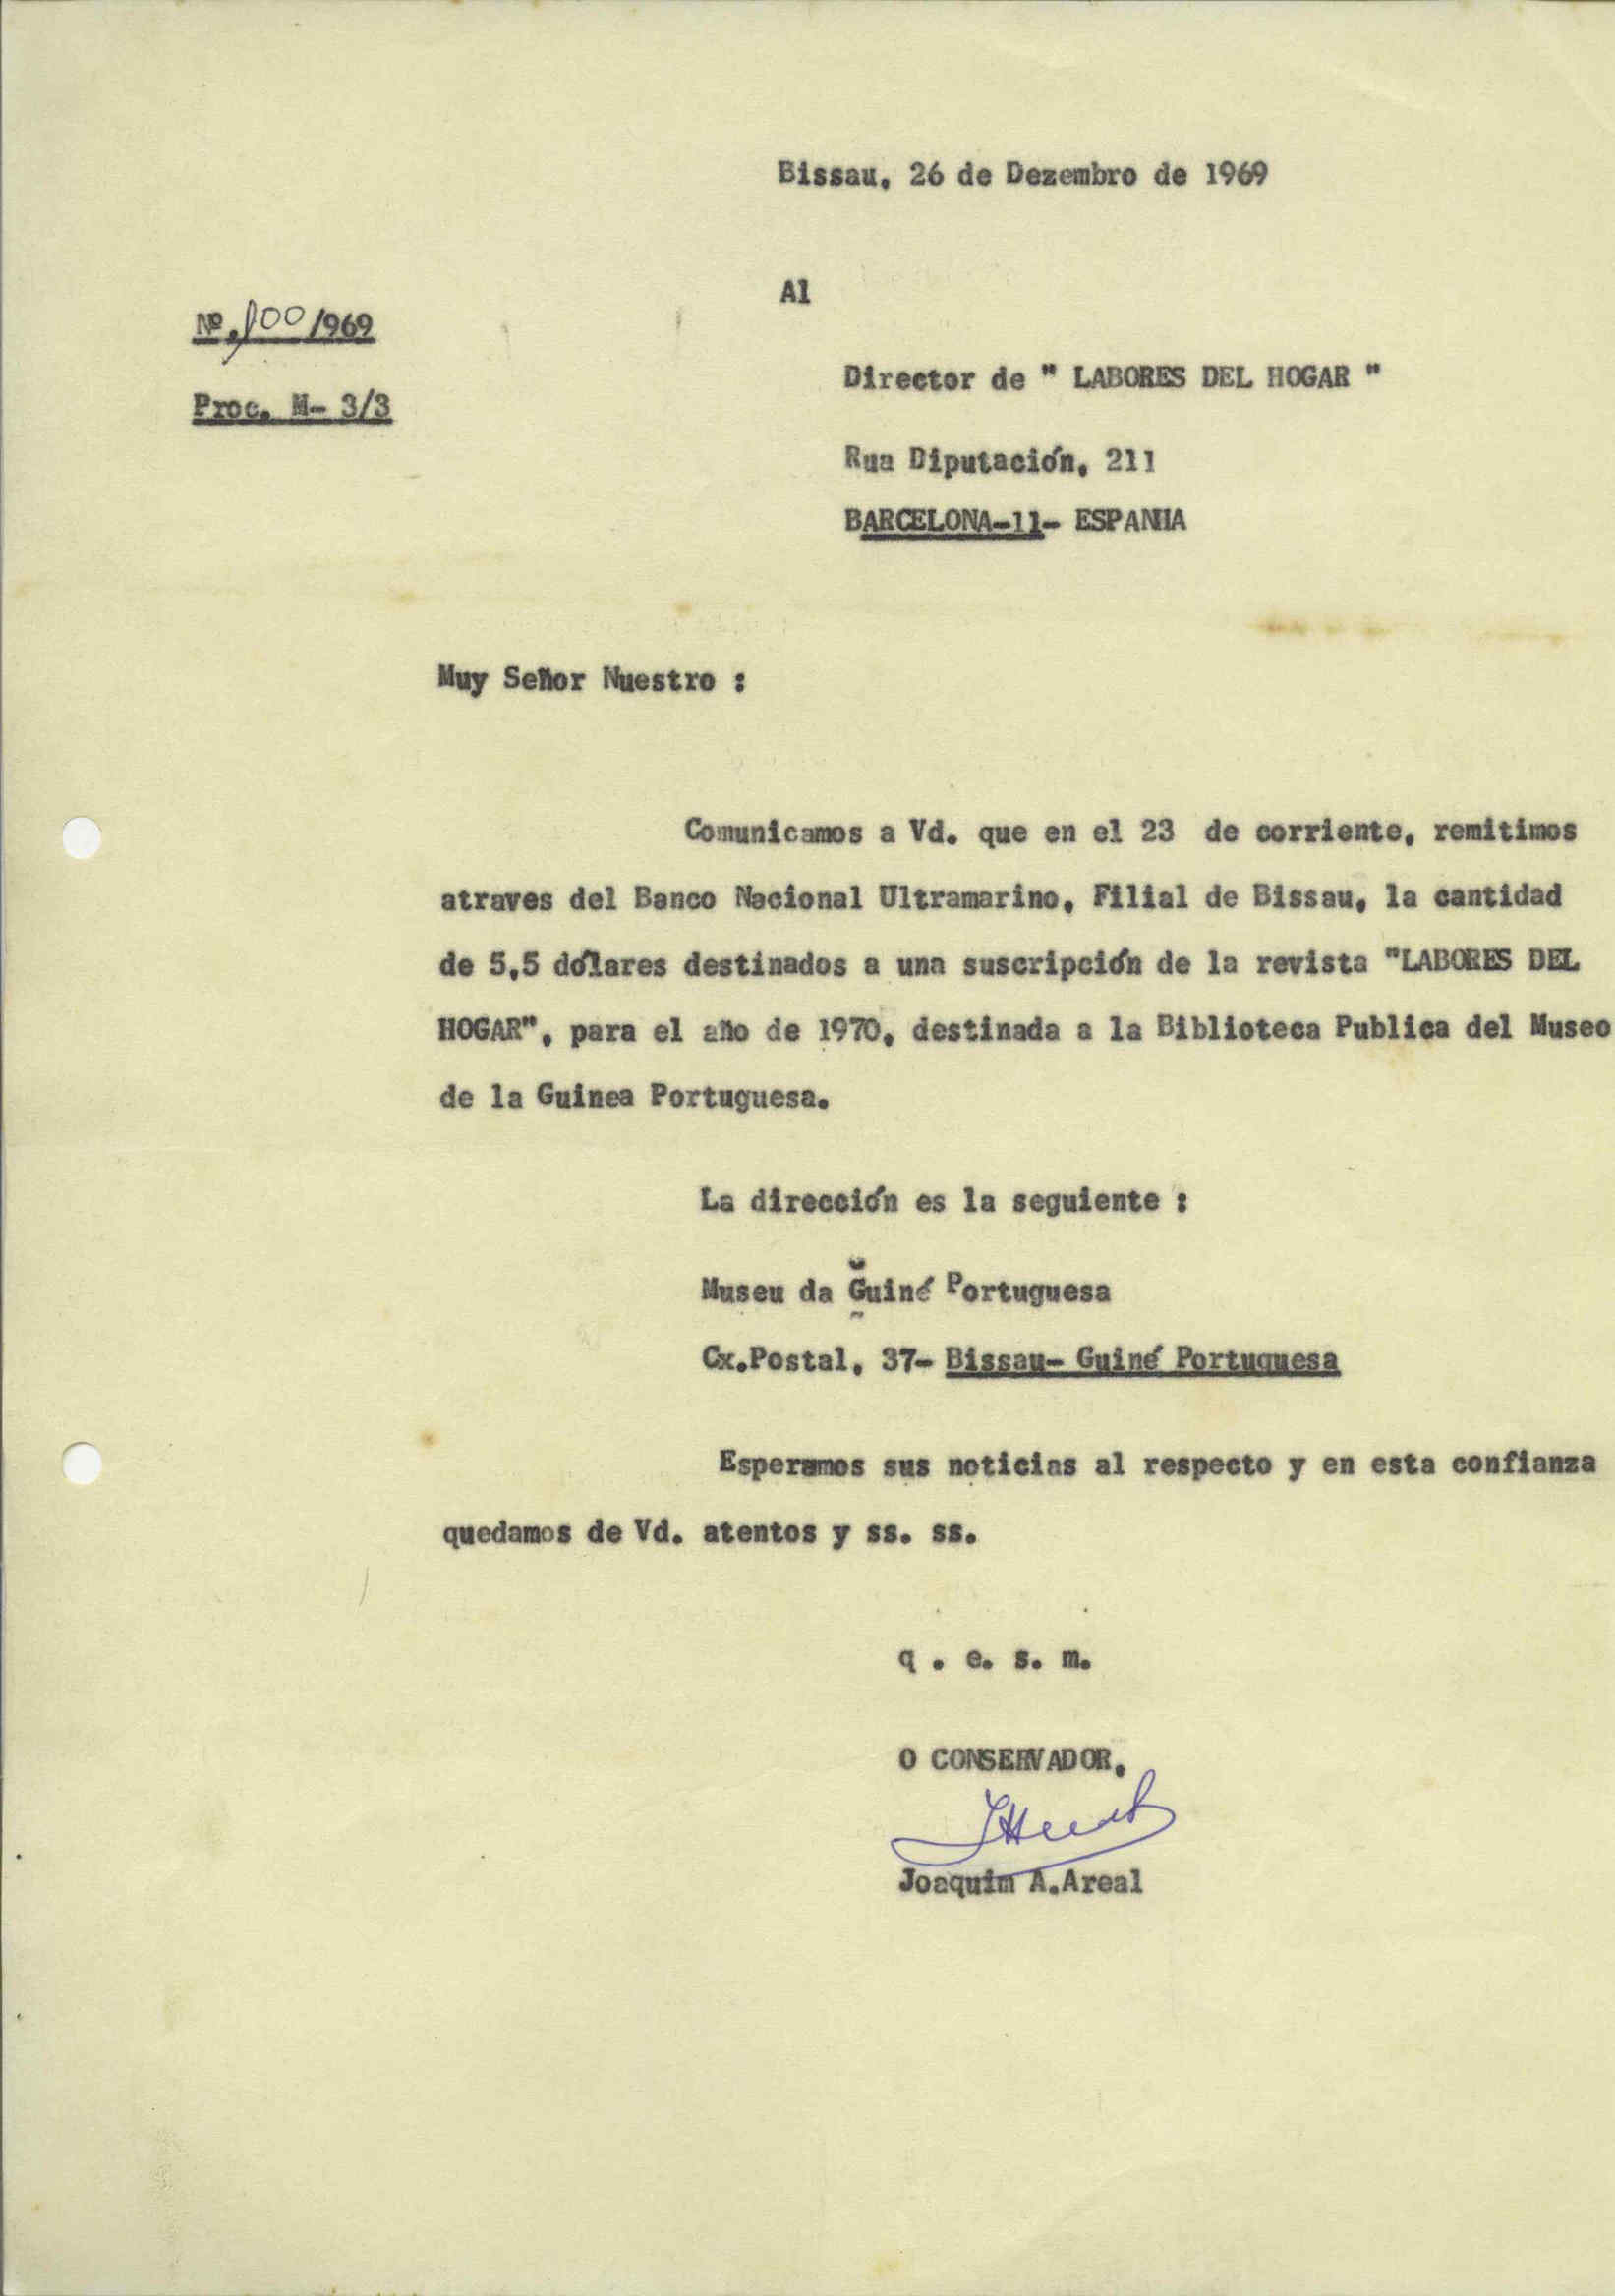 Bissau, 26 de Dezembro de 1969
Al
Nº.100/969
Director de " LABORES DEL HOGAR "
Proc. M- 3/3
Rua Diputación, 211
BARCELONA-11- ESPANHA
Muy Señor Nuestro :
Comunicamos a Vd. que en el 23 de corriente, remitimos
atraves del Banco Nacional Ultramarino, Filial de Bissau, la cantidad
de 5,5 dólares destinados a una suscripción de la revista "LABORES DEL
HOGAR", para el año de 1970, destinada a la Biblioteca Publica del Museo
de la Guinea Portuguesa.
La dirección es la seguiente :
Museu da Guiné Portuguesa
Cx.Postal, 37- Bissau- Guiné Portuguesa
Esperamos sus noticias al respecto y en esta confianza
quedamos de Vd. atentos y ss. ss.
q . e. s. m.
O CONSERVADOR,
Joaquim A.Areal